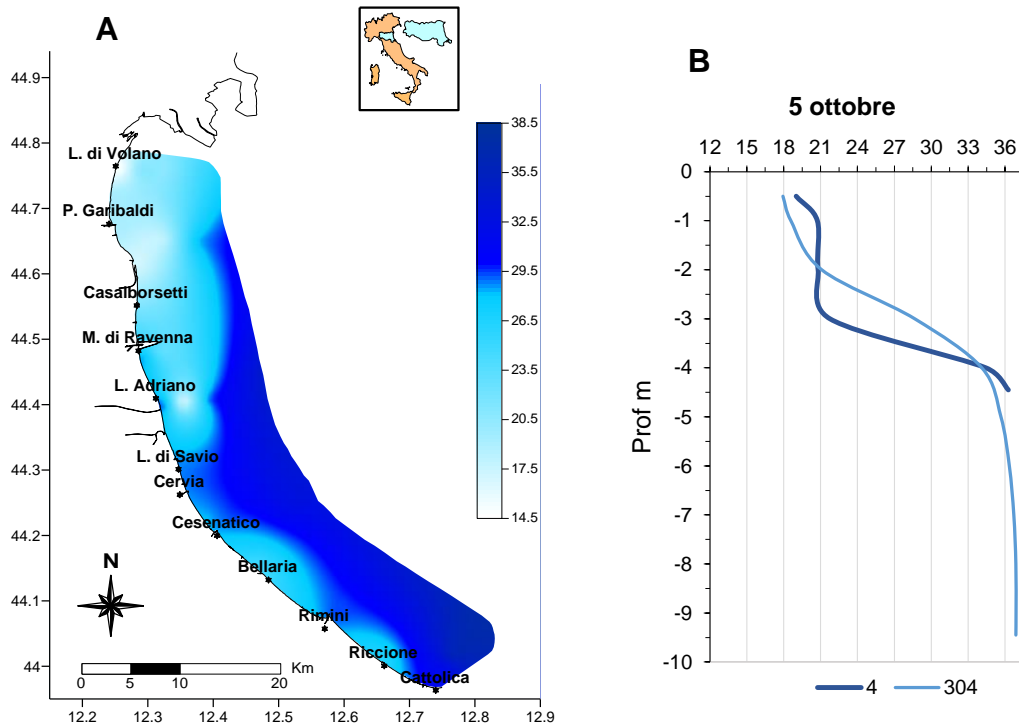 A
44.9
44.8
44.7
44.6
44.5
44.4
44.3
44.2
44.1
44
12.2 12.3 12.4 12.5 12.6 12.7 12.8 12.9
L. di Volano
P. Garibaldi
Casalborsetti
M. di Ravenna
L. Adriano
L. di Savio
Cervia
Cesenatico
Bellaria
Rimini
Riccione
Cattolica
N
Km
0 5 10 20
38.5
35.5
32.5
29.5
26.5
23.5
20.5
17.5
14.5
B
5 ottobre
12 15 18 21 24 27 30 33 36
0
-1
-2
-3
-4
-5
-6
-7
-8
-9
-10
Prof m
4 304